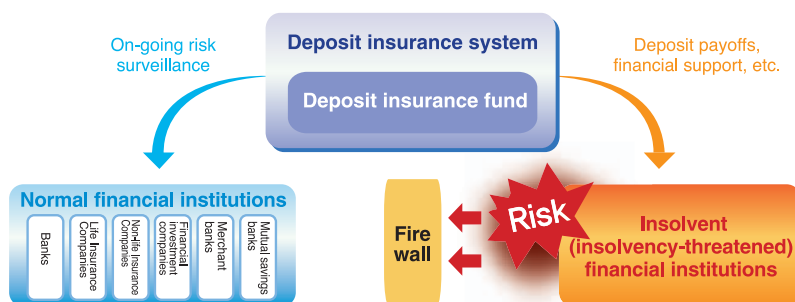 On-going risk
surveillance
Deposit insurance system
Deposit insurance fund
Deposit payoffs,
financial support, etc.
Normal financial institutions
Banks
Life Insurance
Companies
Non-life Insurance
Companies
Financial
investment
companies
Merchant
banks
Mutual savings
banks
Fire
wall
Risk
Insolvent
(insolvency-threatened)
financial institutions